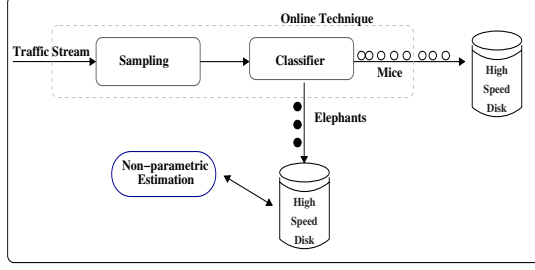 Online Technique
Traffic Stream
Sampling
Classifier
Mice
High
Speed
Disk
Elephants
Non-parametric
Estimation
High
Speed
Disk